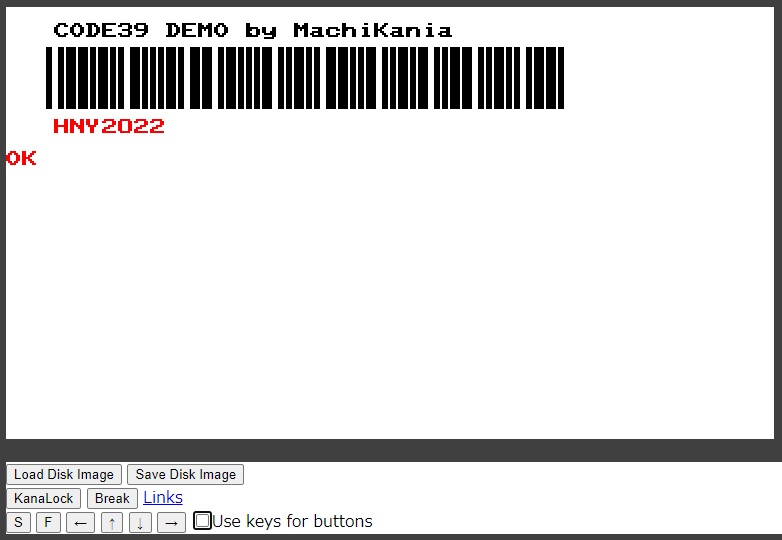 CODE39 DEMO by MachiKania
HNY2022
OK
Load Disk Image Save Disk Image
KanaLock Break Links
S F ← ↑ ↓ → Use keys for buttons